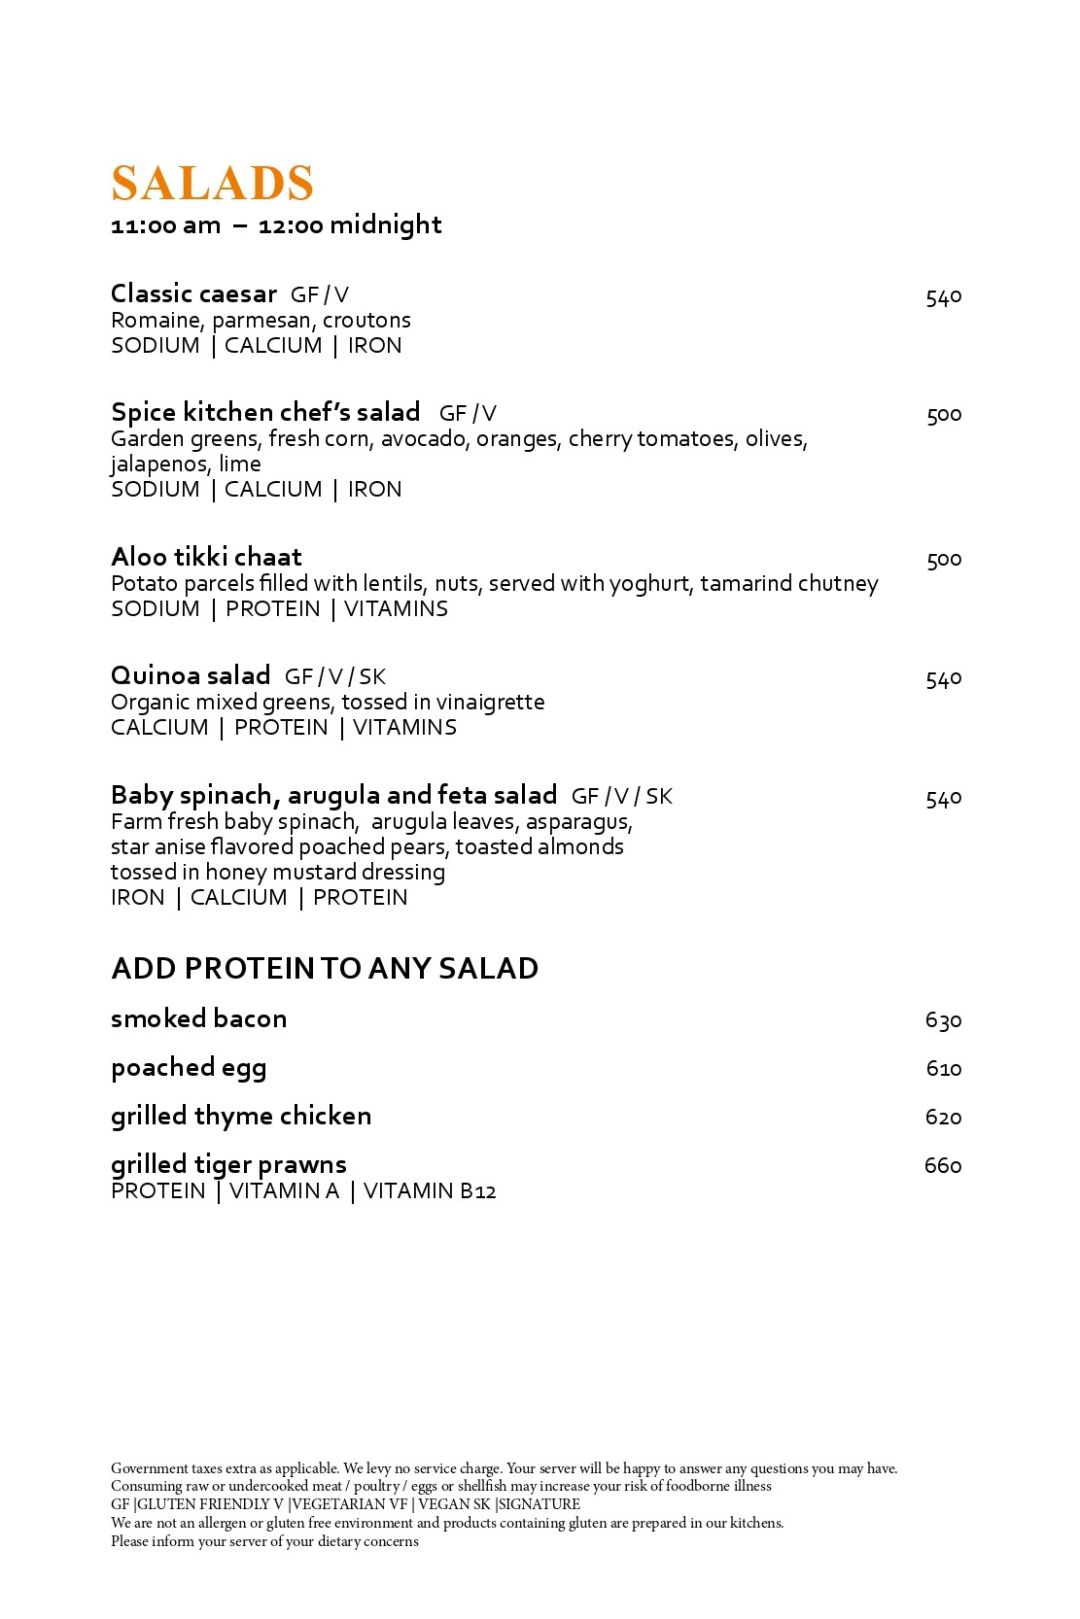 SALADS
11:00 am – 12:00 midnight
Classic caesar GF / V 540
Romaine, parmesan, croutons
SODIUM | CALCIUM | IRON
Spice kitchen chef’s salad GF / V 500
Garden greens, fresh corn, avocado, oranges, cherry tomatoes, olives,
jalapenos, lime
SODIUM | CALCIUM | IRON
Aloo tikki chaat 500
Potato parcels filled with lentils, nuts, served with yoghurt, tamarind chutney
SODIUM | PROTEIN | VITAMINS
Quinoa salad GF / V / SK 540
Organic mixed greens, tossed in vinaigrette
CALCIUM | PROTEIN | VITAMINS
Baby spinach, arugula and feta salad GF / V / SK 540
Farm fresh baby spinach, arugula leaves, asparagus,
star anise flavored poached pears, toasted almonds
tossed in honey mustard dressing
IRON | CALCIUM | PROTEIN
ADD PROTEIN TO ANY SALAD
smoked bacon 630
poached egg 610
grilled thyme chicken 620
grilled tiger prawns 660
PROTEIN | VITAMIN A | VITAMIN B12
Government taxes extra as applicable. We levy no service charge. Your server will be happy to answer any questions you may have.
Consuming raw or undercooked meat / poultry / eggs or shellfish may increase your risk of foodborne illness
GF |GLUTEN FRIENDLY V |VEGETARIAN VF | VEGAN SK |SIGNATURE
We are not an allergen or gluten free environment and products containing gluten are prepared in our kitchens.
Please inform your server of your dietary concerns